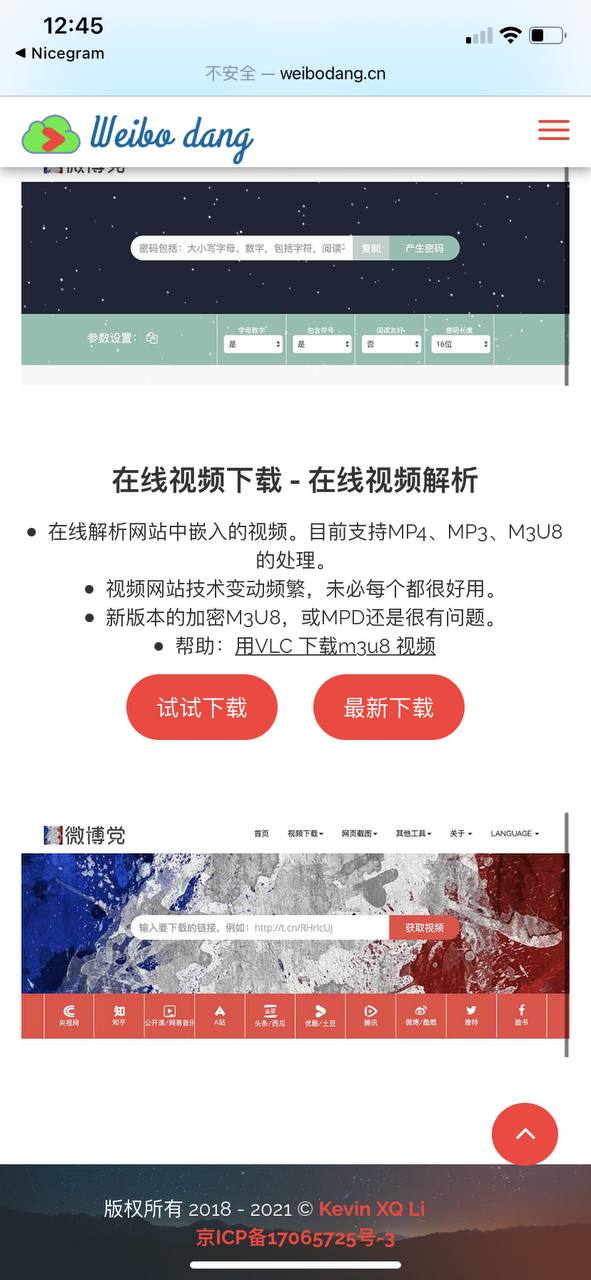 12:45
◀ Nicegram
不安全 — weibodang.cn
Weibo dang
密码包括：大小写字母、数字，包括字符，阅读
复制
产生密码
参数设置：
字母数字
包含符号
阅读友好
密码长度
是
是
否
16位
在线视频下载 - 在线视频解析
● 在线解析网站中嵌入的视频。目前支持MP4、MP3、M3U8
的处理。
● 视频网站技术变动频繁，未必每个都很好用。
● 新版本的加密M3U8，或MPD还是很有问题。
● 帮助：用VLC 下载m3u8 视频
试试下载
最新下载
微博党
首页
视频下载
网页截图
其他工具
关于
LANGUAGE
输入要下载的链接，例如：http://t.cn/RHrlcUJ
获取视频
央视网
知乎
公开课/网易音乐
A站
头条/西瓜
优酷/土豆
腾讯
微博/酷燃
推特
脸书
版权所有 2018 - 2021 © Kevin XQ Li
京ICP备17065725号-3